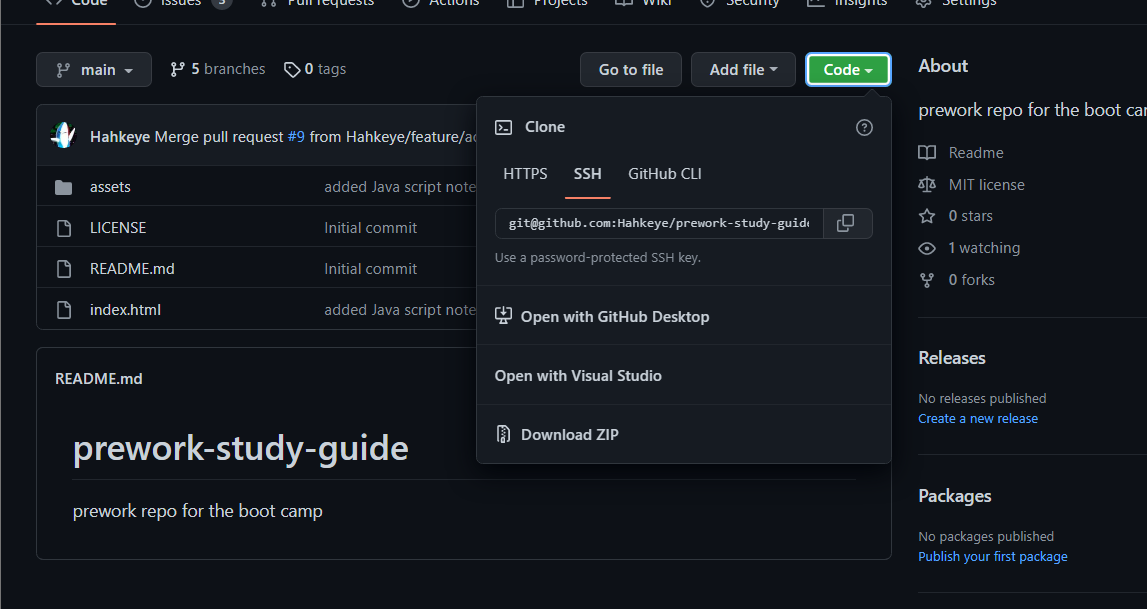 Code
Issues 3
Pull requests
Actions
Projects
Wiki
Security
Insights
Settings
main
5 branches
0 tags
Go to file
Add file
Code
Hahkeye Merge pull request #9 from Hahkeye/feature/
assets
added Java script note
LICENSE
Initial commit
README.md
Initial commit
index.html
added Java script note
Clone
HTTPS
SSH
GitHub CLI
git@github.com:Hahkeye/prework-study-guid
Use a password-protected SSH key.
Open with GitHub Desktop
Open with Visual Studio
Download ZIP
README.md
prework-study-guide
prework repo for the boot camp
About
prework repo for the boot
Readme
MIT license
0 stars
1 watching
0 forks
Releases
No releases published
Create a new release
Packages
No packages published
Publish your first package